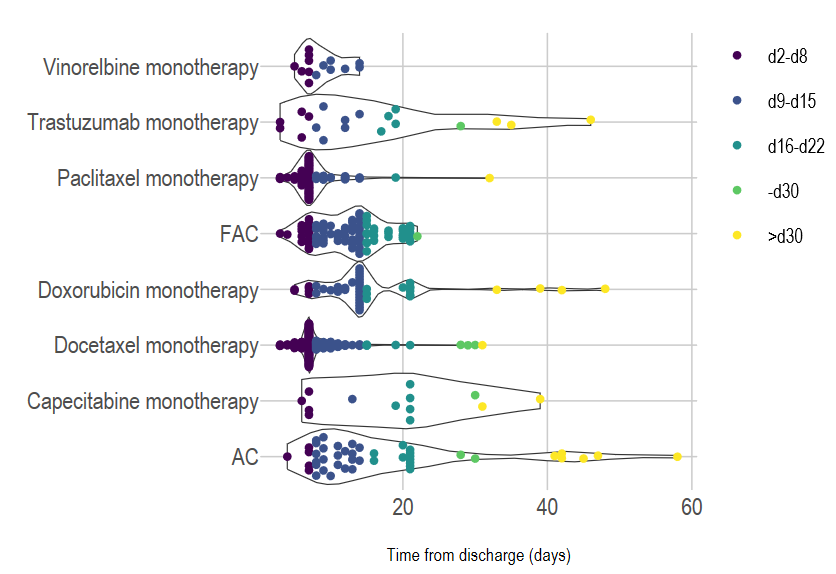 Vinorelbine monotherapy
Trastuzumab monotherapy
Paclitaxel monotherapy
FAC
Doxorubicin monotherapy
Docetaxel monotherapy
Capecitabine monotherapy
AC
20
40
60
Time from discharge (days)
d2-d8
d9-d15
d16-d22
-d30
>d30